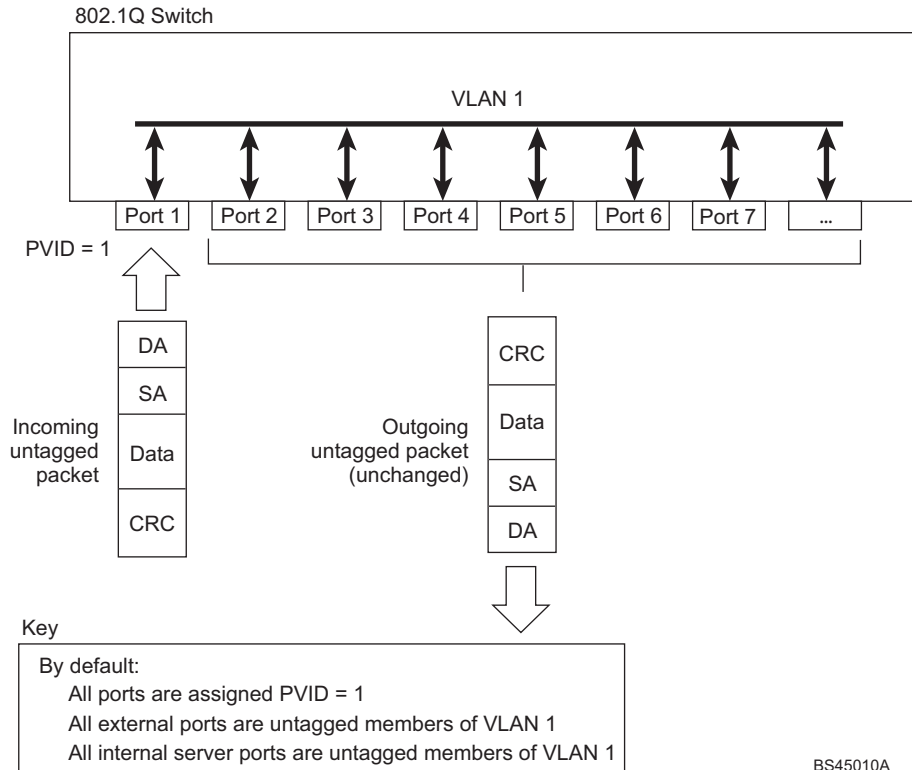 802.1Q Switch
VLAN 1
Port 1
Port 2
Port 3
Port 4
Port 5
Port 6
Port 7
...
PVID = 1
DA
SA
Data
CRC
Incoming
untagged
packet
CRC
Data
SA
DA
Outgoing
untagged packet
(unchanged)
Key
By default:
All ports are assigned PVID = 1
All external ports are untagged members of VLAN 1
All internal server ports are untagged members of VLAN 1
BS45010A